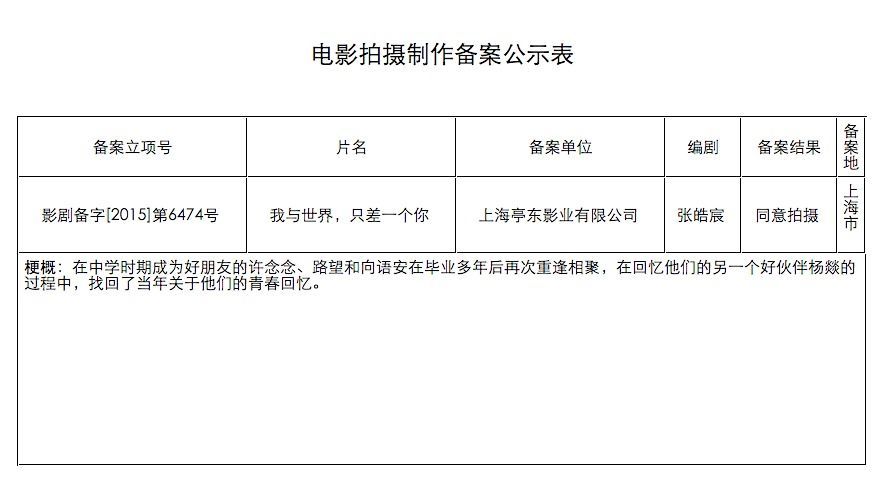 电影拍摄制作备案公示表
备案立项号 片名 备案单位 编剧 备案结果 备案地
影剧备字[2015]第6474号 我与世界，只差一个你 上海亭东影业有限公司 张皓宸 同意拍摄 上海市
梗概：在中学时期成为好朋友的许念念、路望和向语安在毕业多年后再次重逢相聚，在回忆他们的另一个好伙伴杨燚的
过程中，找回了当年关于他们的青春回忆。